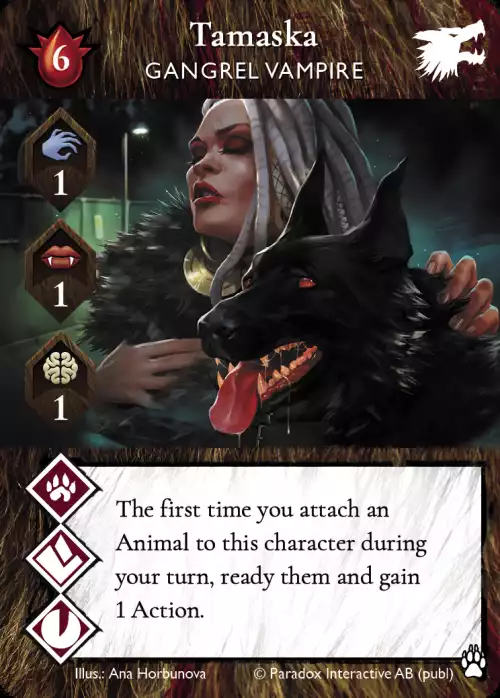 Tamaska
6
GANGREL VAMPIRE
1
1
1
The first time you attach an
Animal to this character during
your turn, ready them and gain
1 Action.
Illus.: Ana Horbunova © Paradox Interactive AB (publ)